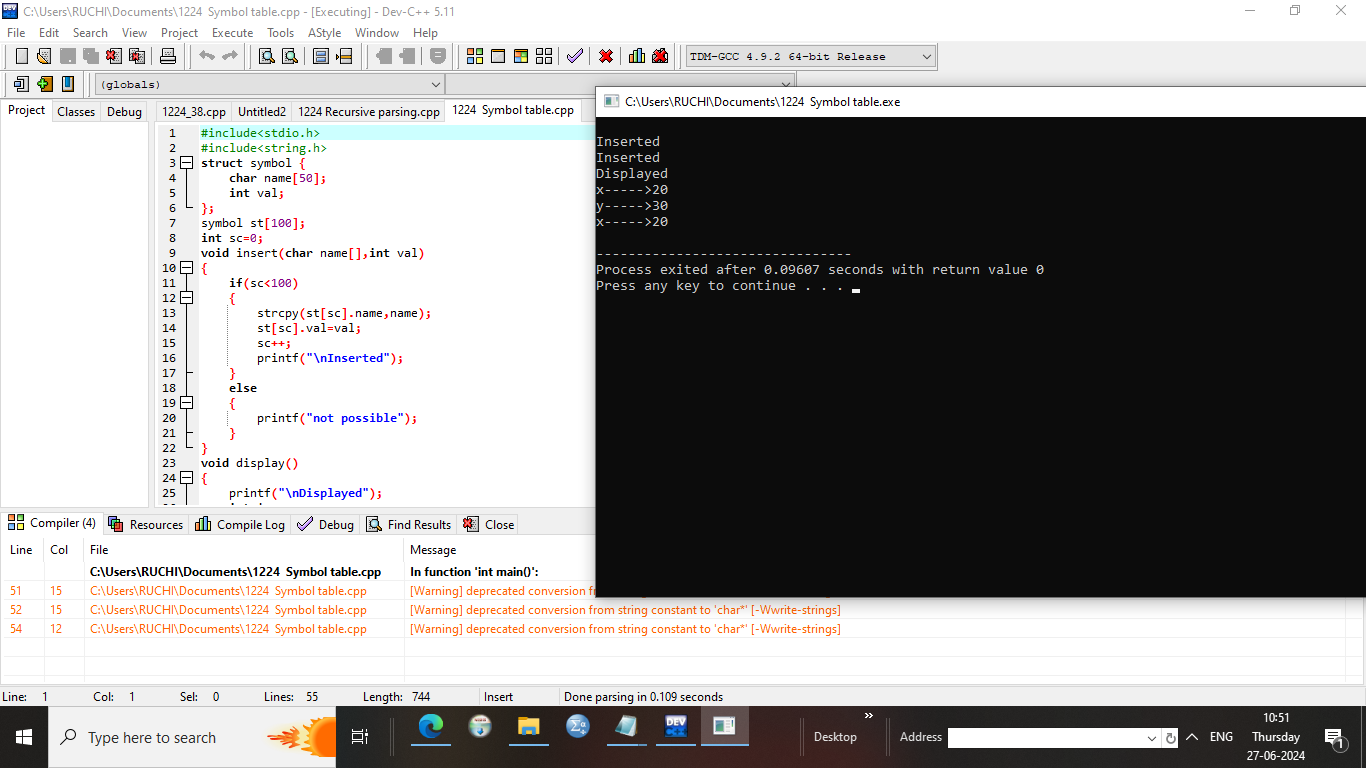 C:\Users\RUCHI\Documents\1224  Symbol table.cpp - [Executing] - Dev-C++ 5.11
File Edit Search View Project Execute Tools AStyle Window Help
TDM-GCC 4.9.2 64-bit Release
(globals)
Project Classes Debug
1224_38.cpp Untitled2 1224 Recursive parsing.cpp 1224  Symbol table.cpp
1 #include<stdio.h>
2 #include<string.h>
3 struct symbol {
4     char name[50];
5     int val;
6 };
7 symbol st[100];
8 int sc=0;
9 void insert(char name[],int val)
10 {
11     if(sc<100)
12     {
13         strcpy(st[sc].name,name);
14         st[sc].val=val;
15         sc++;
16         printf("\nInserted");
17     }
18     else
19     {
20         printf("not possible");
21     }
22 }
23 void display()
24 {
25     printf("\nDisplayed");
C:\Users\RUCHI\Documents\1224  Symbol table.exe
Inserted
Inserted
Displayed
x----->20
y----->30
x----->20
--------------------------------
Process exited after 0.09607 seconds with return value 0
Press any key to continue . . .
Compiler (4) Resources Compile Log Debug Find Results Close
Line Col File Message
C:\Users\RUCHI\Documents\1224  Symbol table.cpp In function 'int main()':
51 15 C:\Users\RUCHI\Documents\1224  Symbol table.cpp [Warning] deprecated conversion
52 15 C:\Users\RUCHI\Documents\1224  Symbol table.cpp [Warning] deprecated conversion from string constant to 'char*' [-Wwrite-strings]
54 12 C:\Users\RUCHI\Documents\1224  Symbol table.cpp [Warning] deprecated conversion from string constant to 'char*' [-Wwrite-strings]
Line: 1 Col: 1 Sel: 0 Lines: 55 Length: 744 Insert Done parsing in 0.109 seconds
Type here to search
DEV
Desktop
»
Address
ENG
10:51
Thursday
27-06-2024
1